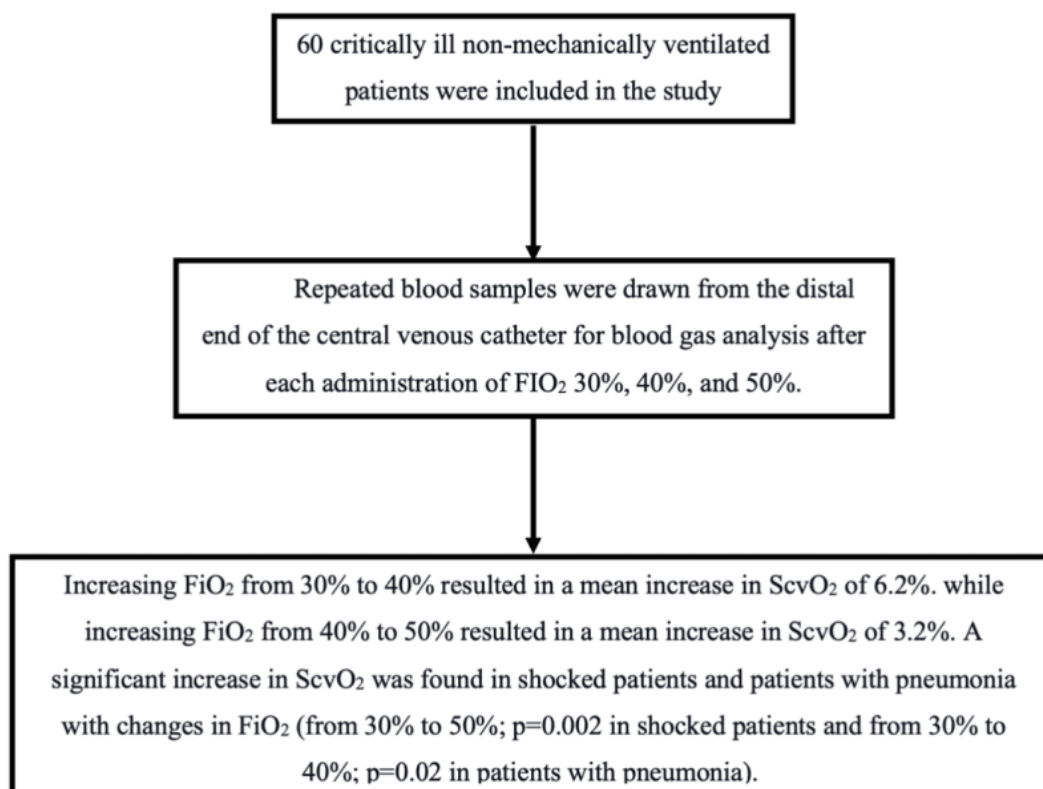 60 critically ill non-mechanically ventilated
patients were included in the study
Repeated blood samples were drawn from the distal
end of the central venous catheter for blood gas analysis after
each administration of FIO₂ 30%, 40%, and 50%.
Increasing FiO₂ from 30% to 40% resulted in a mean increase in ScvO₂ of 6.2%. while
increasing FiO₂ from 40% to 50% resulted in a mean increase in ScvO₂ of 3.2%. A
significant increase in ScvO₂ was found in shocked patients and patients with pneumonia
with changes in FiO₂ (from 30% to 50%; p=0.002 in shocked patients and from 30% to
40%; p=0.02 in patients with pneumonia).